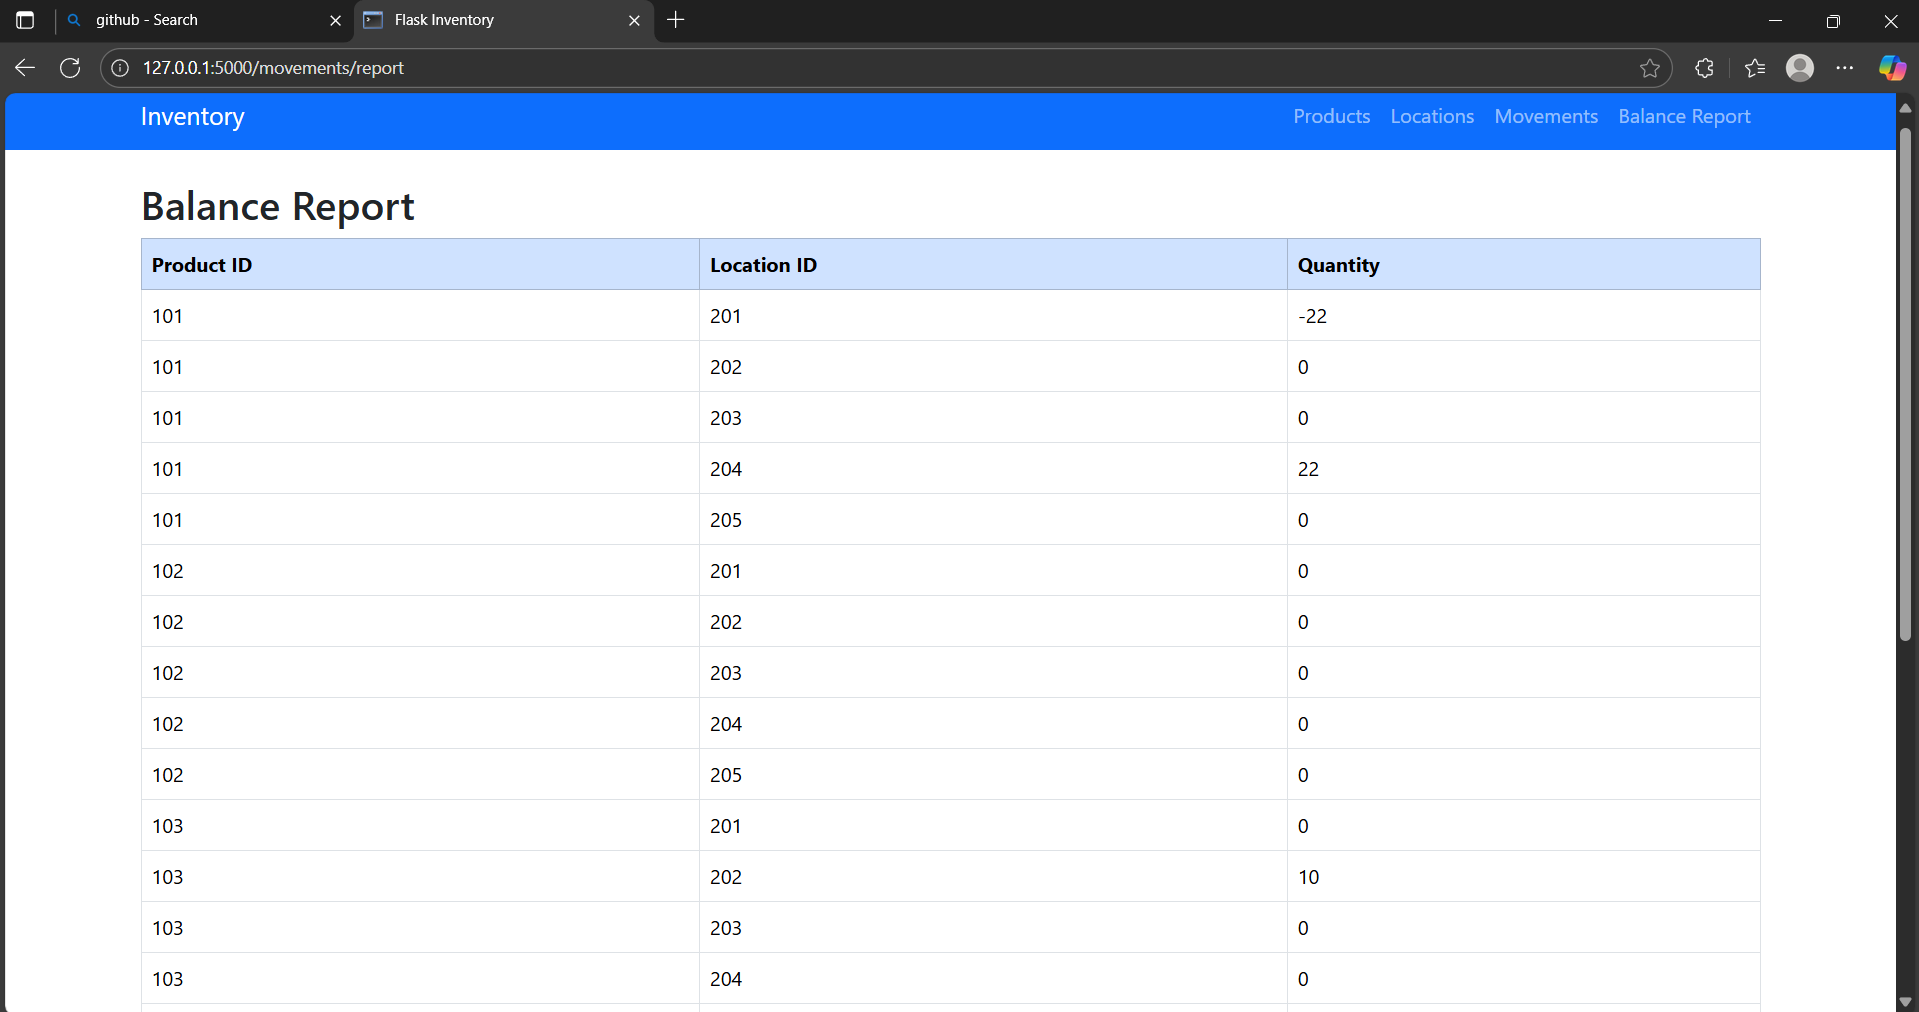 github - Search
Flask Inventory
127.0.0.1:5000/movements/report
Inventory Products Locations Movements Balance Report
Balance Report
Product ID Location ID Quantity
101 201 -22
101 202 0
101 203 0
101 204 22
101 205 0
102 201 0
102 202 0
102 203 0
102 204 0
102 205 0
103 201 0
103 202 10
103 203 0
103 204 0